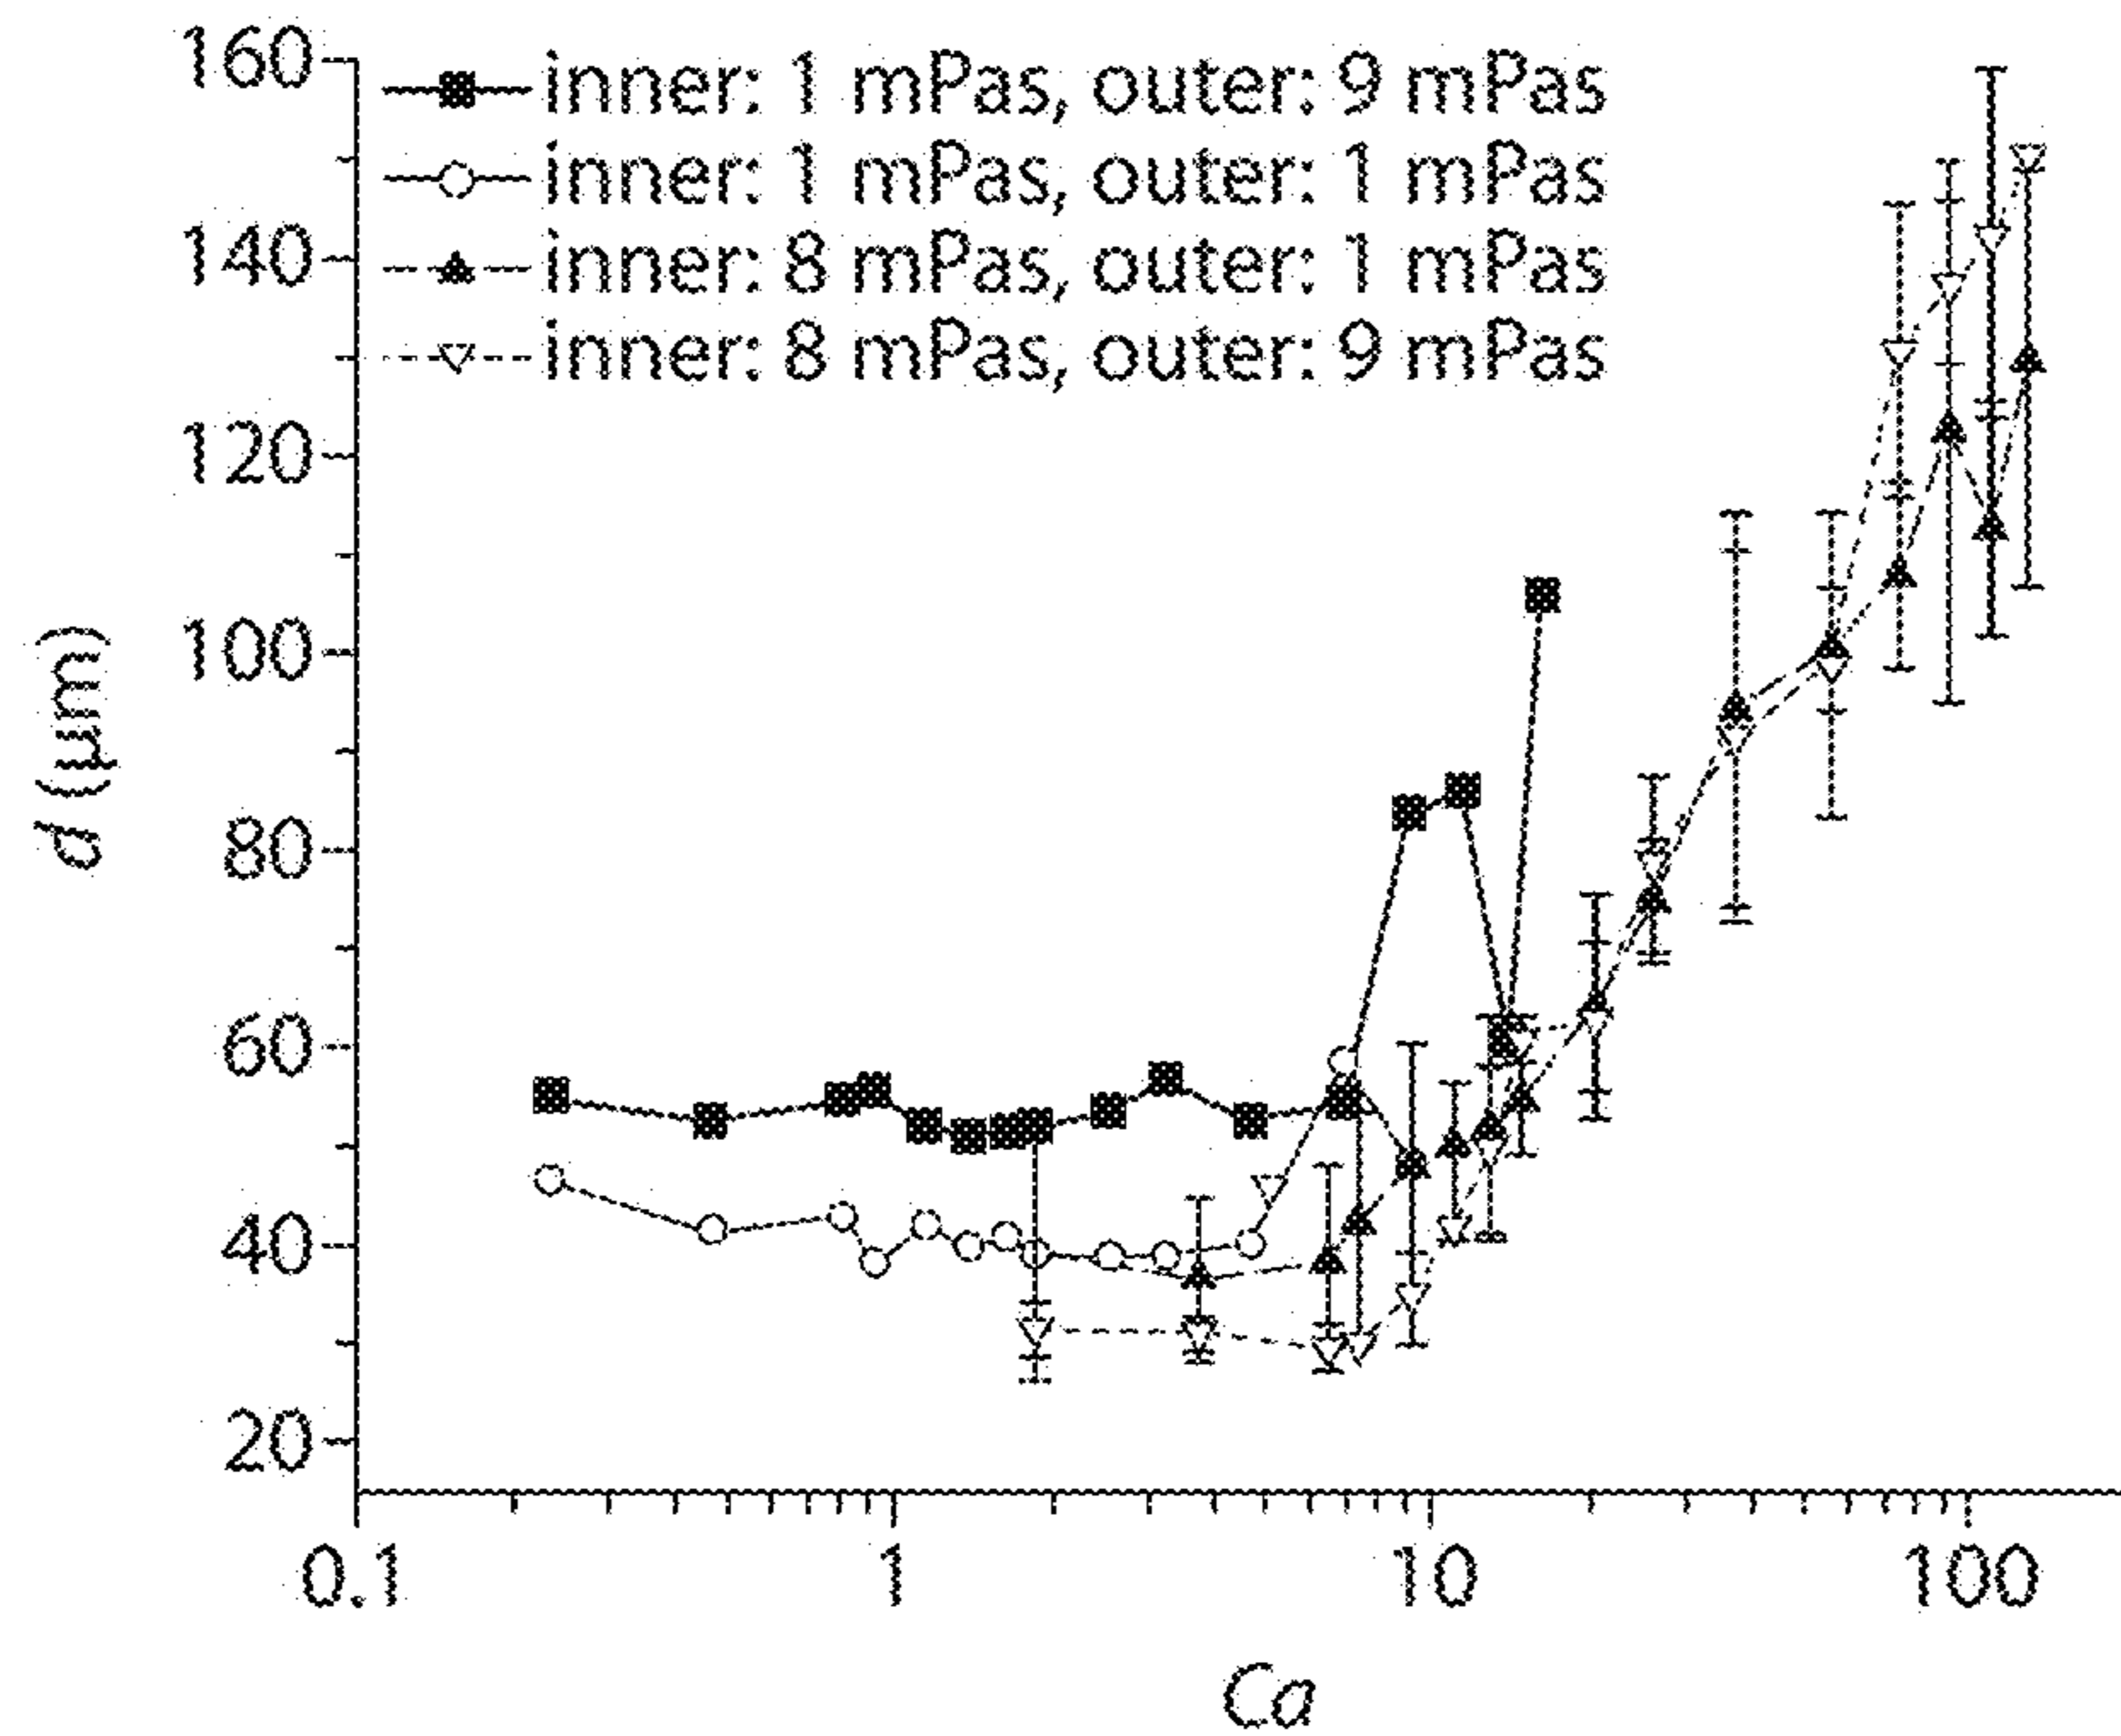 160
inner: 1 mPas, outer: 9 mPas
inner: 1 mPas, outer: 1 mPas
140
inner: 8 mPas, outer: 1 mPas
inner: 8 mPas, outer: 9 mPas
120
100
d (µm)
80
60
40
20
0.1 1 10 100
Ca